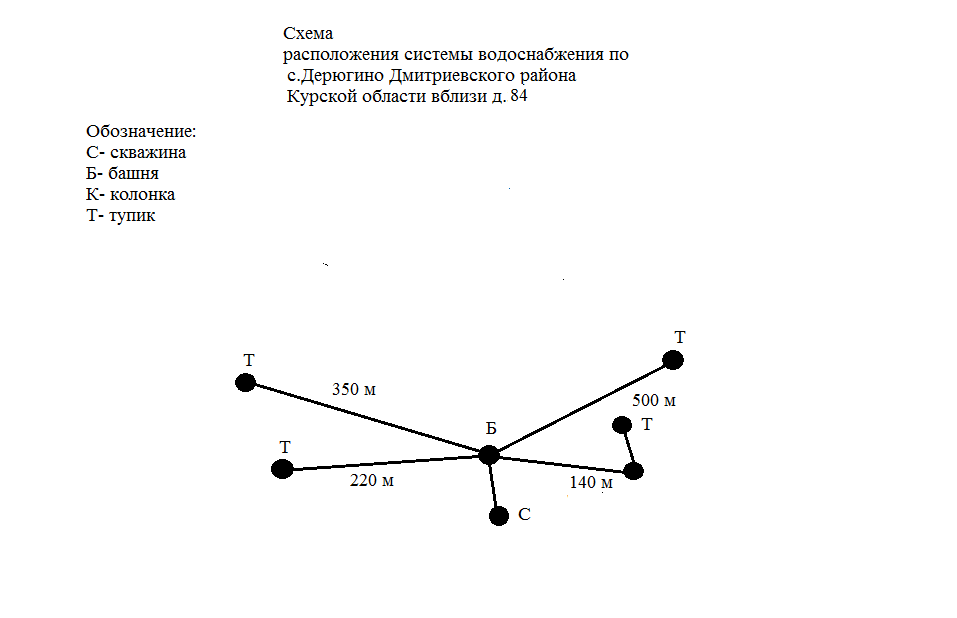 Схема
расположения системы водоснабжения по
с.Дерюгино Дмитриевского района
Курской области вблизи д. 84
Обозначение:
С- скважина
Б- башня
К- колонка
Т- тупик
Т
Т
350 м
500 м
Т
Б
Т
220 м
140 м
С